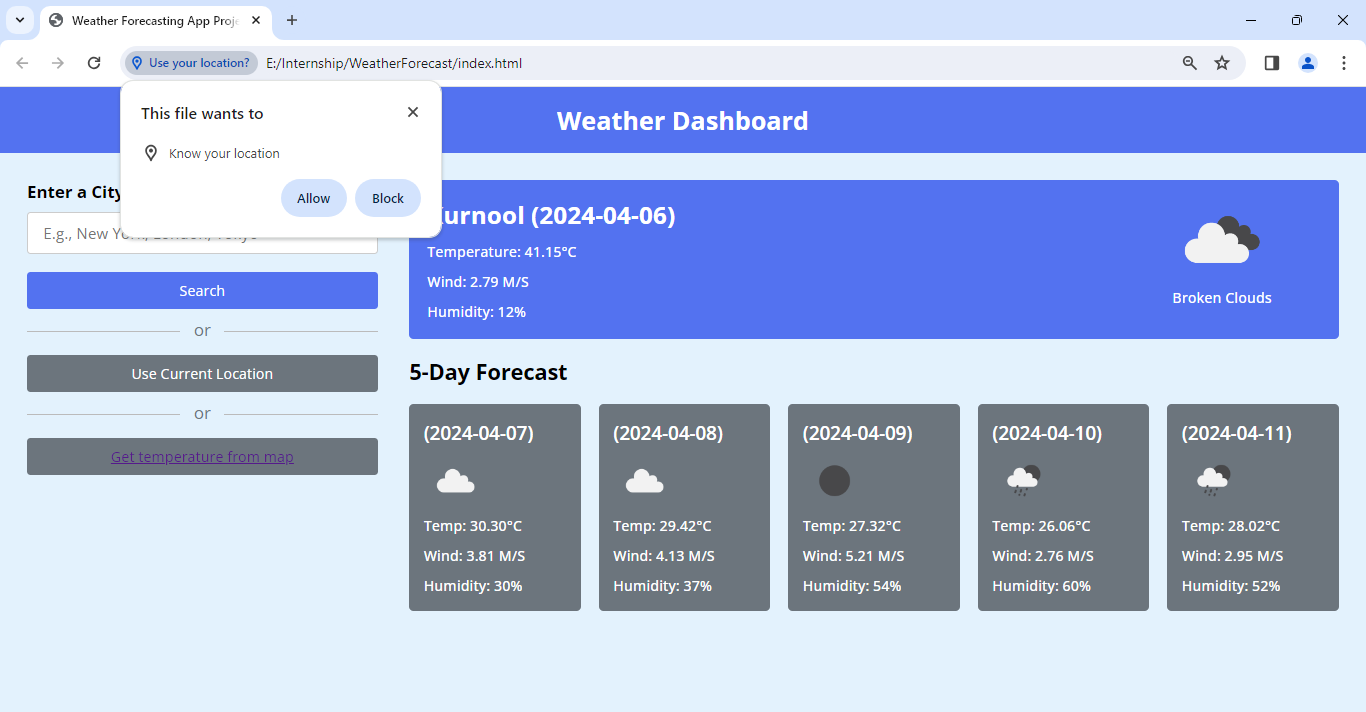 Weather Forecasting App Proje
Use your location?
E:/Internship/WeatherForecast/index.html
This file wants to
Know your location
Allow
Block
Weather Dashboard
Enter a City
E.g., New York, London, Tokyo
Search
or
Use Current Location
or
Get temperature from map
Kurnool (2024-04-06)
Temperature: 41.15°C
Wind: 2.79 M/S
Humidity: 12%
Broken Clouds
5-Day Forecast
(2024-04-07)
Temp: 30.30°C
Wind: 3.81 M/S
Humidity: 30%
(2024-04-08)
Temp: 29.42°C
Wind: 4.13 M/S
Humidity: 37%
(2024-04-09)
Temp: 27.32°C
Wind: 5.21 M/S
Humidity: 54%
(2024-04-10)
Temp: 26.06°C
Wind: 2.76 M/S
Humidity: 60%
(2024-04-11)
Temp: 28.02°C
Wind: 2.95 M/S
Humidity: 52%